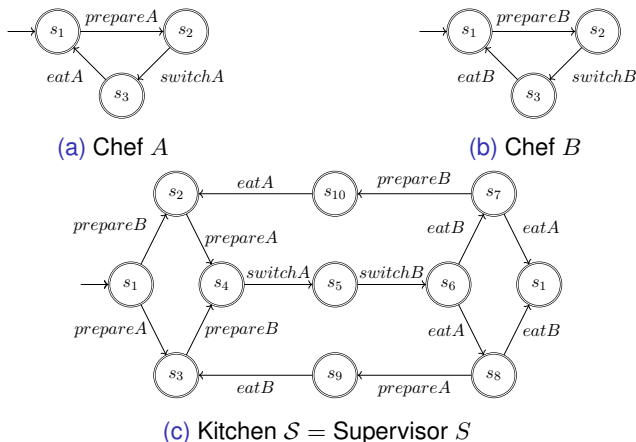 prepareA
s₁ s₂
eatA switchA
s₃
(a) Chef A
prepareB
s₁ s₂
eatB switchB
s₃
(b) Chef B
eatA prepareB
s₂ s₁₀ s₇
prepareB prepareA eatB eatA
switchA switchB
s₁ s₄ s₅ s₆ s₁
prepareA prepareB eatA eatB
s₃ s₉ s₈
eatB prepareA
(c) Kitchen 𝒮 = Supervisor S